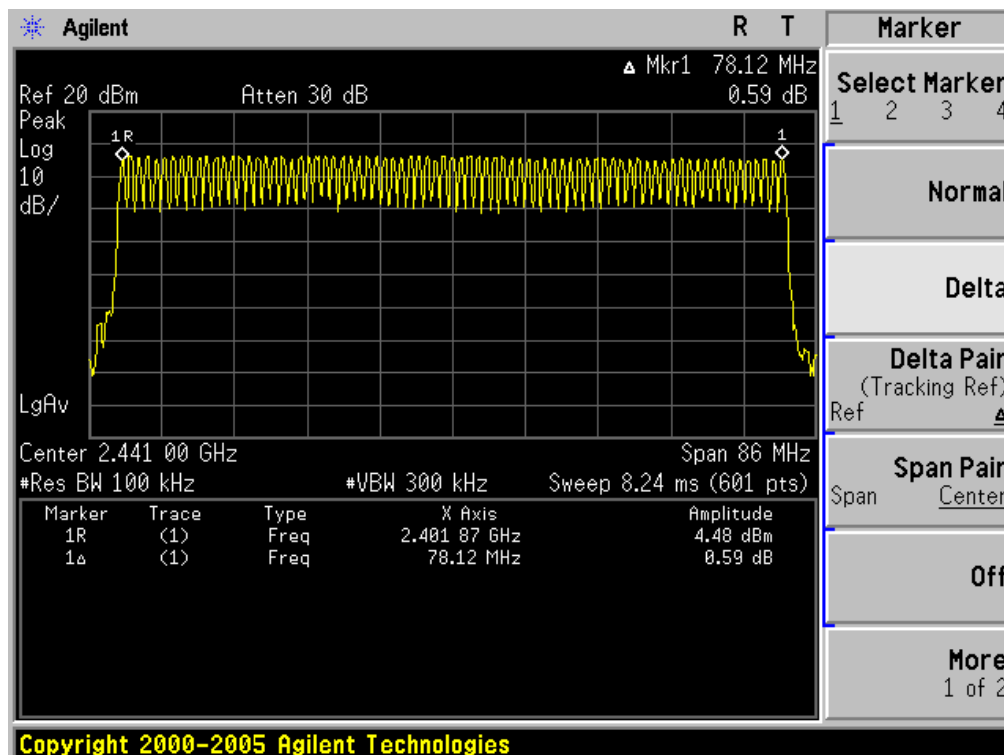 Agilent R T
Δ Mkr1 78.12 MHz
Ref 20 dBm Atten 30 dB 0.59 dB
Peak
Log
10
dB/
1R
1
LgAv
Center 2.441 00 GHz Span 86 MHz
#Res BW 100 kHz #VBW 300 kHz Sweep 8.24 ms (601 pts)
Marker Trace Type X Axis Amplitude
1R (1) Freq 2.401 87 GHz 4.48 dBm
1Δ (1) Freq 78.12 MHz 0.59 dB
Copyright 2000-2005 Agilent Technologies
Marker
Select Marker
1 2 3 4
Normal
Delta
Delta Pair
(Tracking Ref)
Ref Δ
Span Pair
Span Center
Off
More
1 of 2